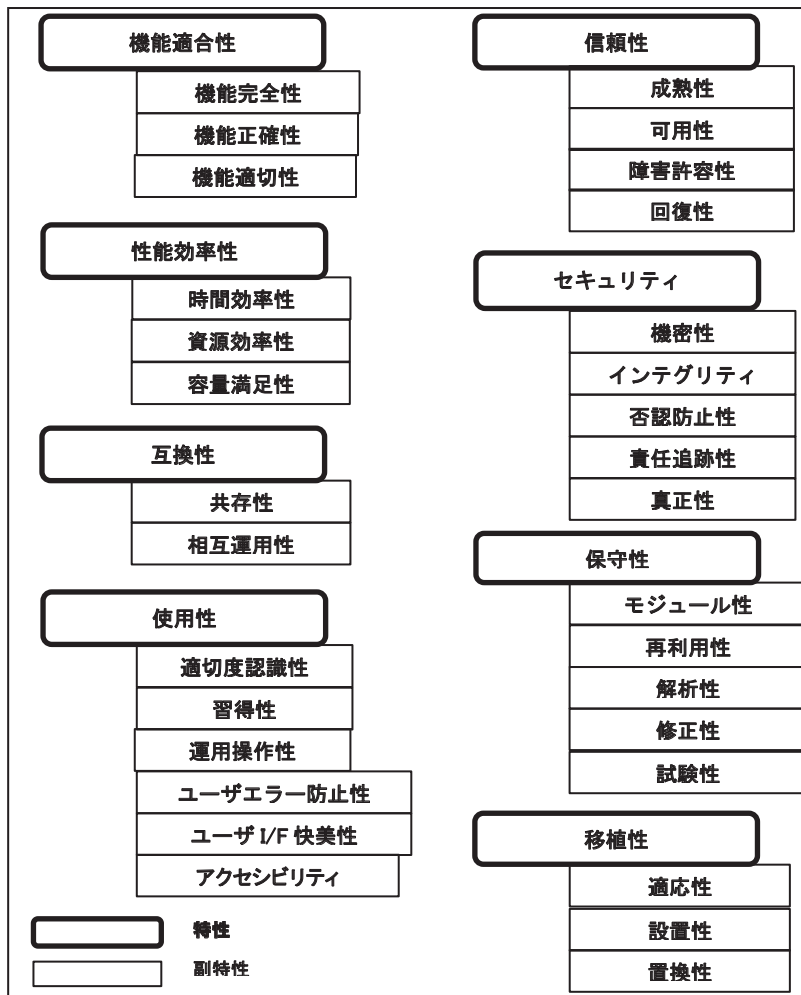 機能適合性
機能完全性
機能正確性
機能適切性
性能効率性
時間効率性
資源効率性
容量満足性
互換性
共存性
相互運用性
使用性
適切度認識性
習得性
運用操作性
ユーザエラー防止性
ユーザ I/F 快美性
アクセシビリティ
特性
副特性
信頼性
成熟性
可用性
障害許容性
回復性
セキュリティ
機密性
インテグリティ
否認防止性
責任追跡性
真正性
保守性
モジュール性
再利用性
解析性
修正性
試験性
移植性
適応性
設置性
置換性